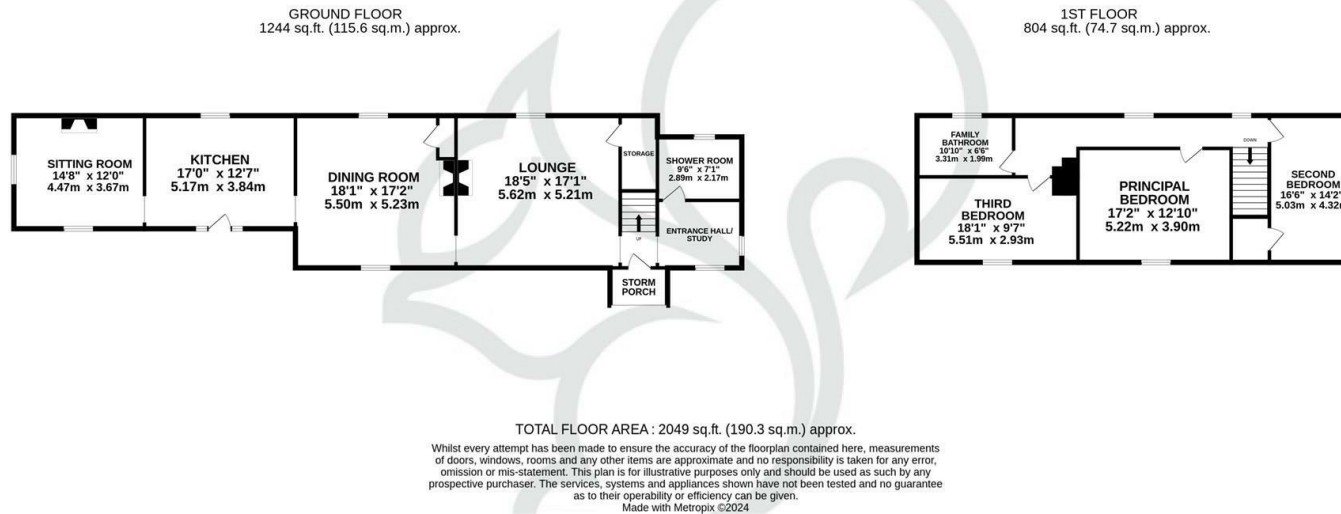 GROUND FLOOR
1244 sq.ft. (115.6 sq.m.) approx.
SITTING ROOM
14'8" x 12'0"
4.47m x 3.67m
KITCHEN
17'0" x 12'7"
5.17m x 3.84m
DINING ROOM
18'1" x 17'2"
5.50m x 5.23m
LOUNGE
18'5" x 17'1"
5.62m x 5.21m
STORAGE
SHOWER ROOM
9'6" x 7'1"
2.89m x 2.17m
UP
ENTRANCE HALL/
STUDY
STORM
PORCH
1ST FLOOR
804 sq.ft. (74.7 sq.m.) approx.
FAMILY
BATHROOM
10'10" x 6'6"
3.31m x 1.99m
THIRD
BEDROOM
18'1" x 9'7"
5.51m x 2.93m
PRINCIPAL
BEDROOM
17'2" x 12'10"
5.22m x 3.90m
DOWN
SECOND
BEDROOM
16'6" x 14'2"
5.03m x 4.32m
TOTAL FLOOR AREA : 2049 sq.ft. (190.3 sq.m.) approx.
Whilst every attempt has been made to ensure the accuracy of the floorplan contained here, measurements
of doors, windows, rooms and any other items are approximate and no responsibility is taken for any error,
omission or mis-statement. This plan is for illustrative purposes only and should be used as such by any
prospective purchaser. The services, systems and appliances shown have not been tested and no guarantee
as to their operability or efficiency can be given.
Made with Metropix ©2024